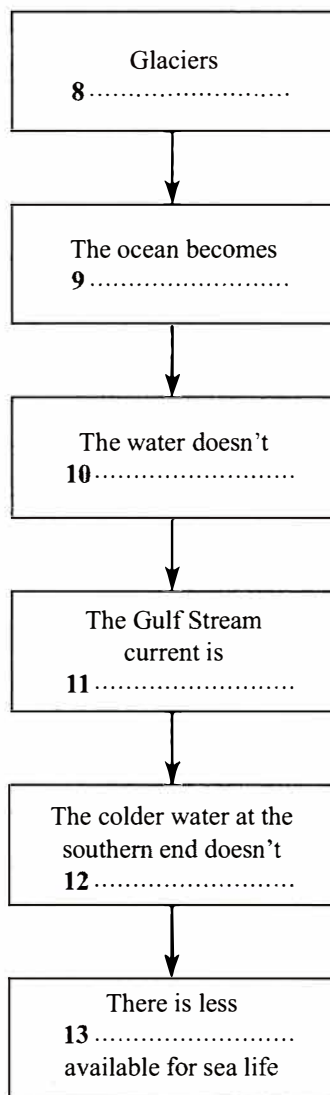 Glaciers
8 ............................
The ocean becomes
9 ............................
The water doesn't
10 ............................
The Gulf Stream
current is
11 ............................
The colder water at the
southern end doesn't
12 ............................
There is less
13 ............................
available for sea life